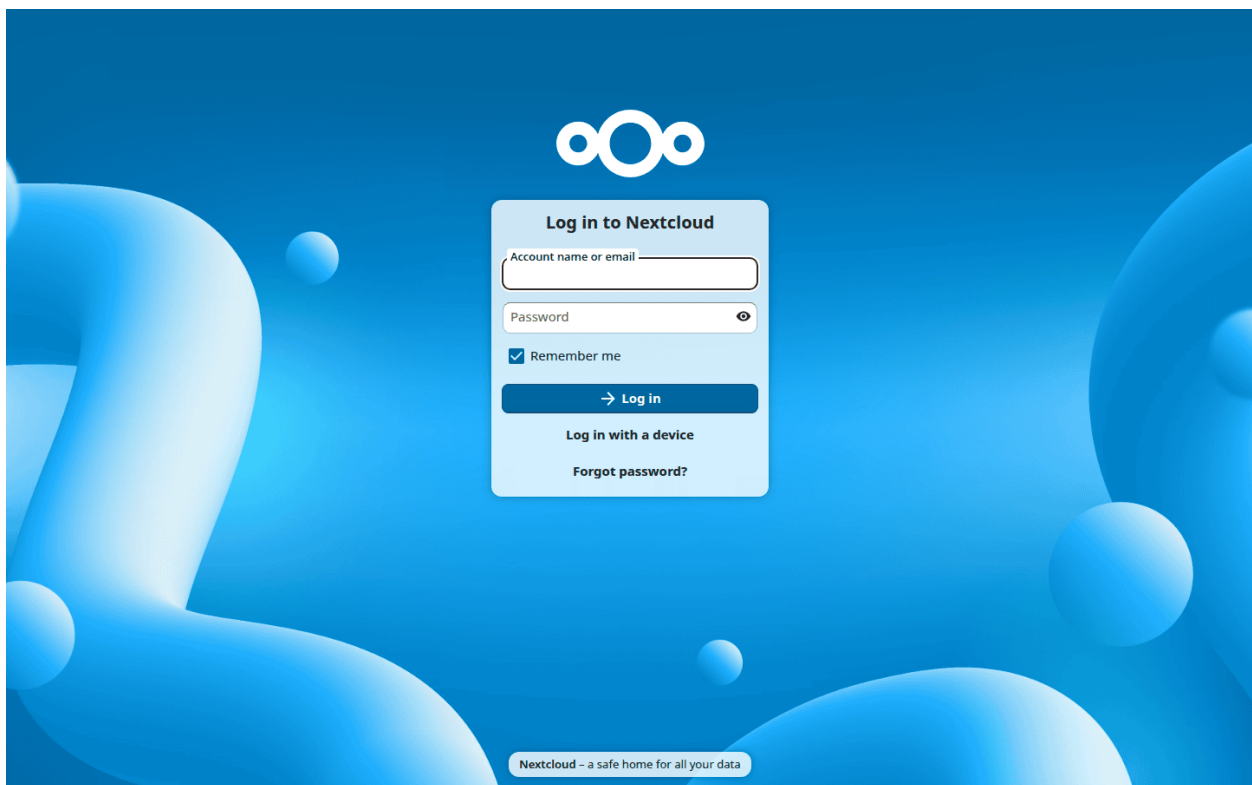 Log in to Nextcloud
Account name or email
Password
Remember me
Log in
Log in with a device
Forgot password?
Nextcloud – a safe home for all your data